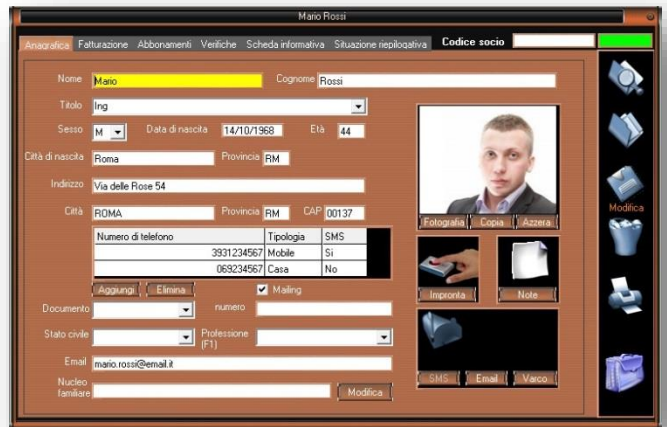 Mario Rossi
Anagrafica Fatturazione Abbonamenti Verifiche Scheda informativa Situazione riepilogativa Codice socio
Nome Mario Cognome Rossi
Titolo Ing
Sesso M Data di nascita 14/10/1968 Età 44
Città di nascita Roma Provincia RM
Indirizzo Via delle Rose 54
Città ROMA Provincia RM CAP 00137
Numero di telefono Tipologia SMS
3931234567 Mobile Si
069234567 Casa No
Aggiungi Elimina Mailing
Documento numero
Stato civile Professione (F1)
Email mario.rossi@email.it
Nucleo familiare Modifica
Fotografia Copia Azzera
Impronta Note
SMS Email Varco
Modifica